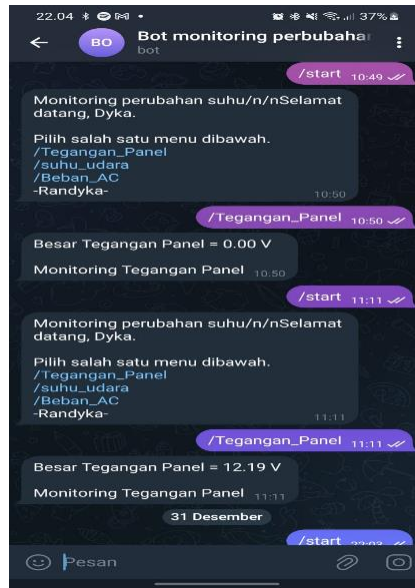 22.04
37%
BO
Bot monitoring perbubahar
bot
/start 10:49
Monitoring perubahan suhu/n/nSelamat
datang, Dyka.
Pilih salah satu menu dibawah.
/Tegangan_Panel
/suhu_udara
/Beban_AC
-Randyka-
10:50
/Tegangan_Panel 10:50
Besar Tegangan Panel = 0.00 V
Monitoring Tegangan Panel 10:50
/start 11:11
Monitoring perubahan suhu/n/nSelamat
datang, Dyka.
Pilih salah satu menu dibawah.
/Tegangan_Panel
/suhu_udara
/Beban_AC
-Randyka-
11:11
/Tegangan_Panel 11:11
Besar Tegangan Panel = 12.19 V
Monitoring Tegangan Panel 11:11
31 Desember
/start 22:03
Pesan